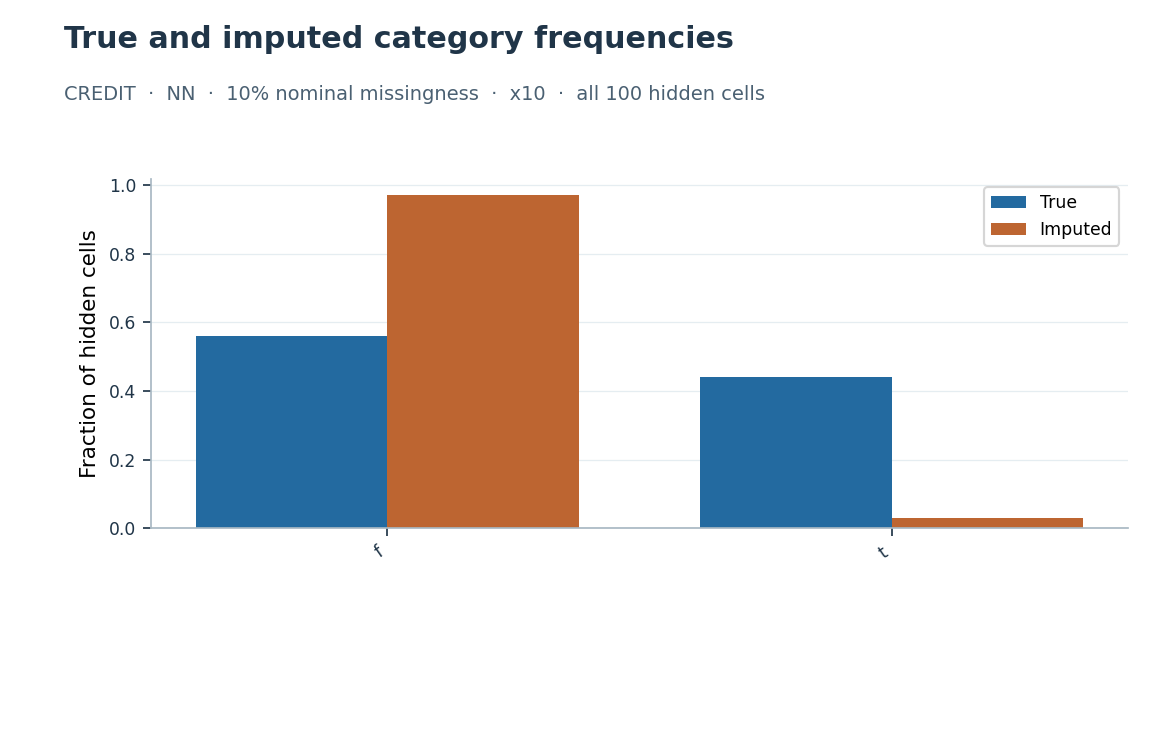 True and imputed category frequencies
CREDIT · NN · 10% nominal missingness · x10 · all 100 hidden cells
1.0
0.8
0.6
0.4
0.2
0.0
Fraction of hidden cells
True
Imputed
f
t